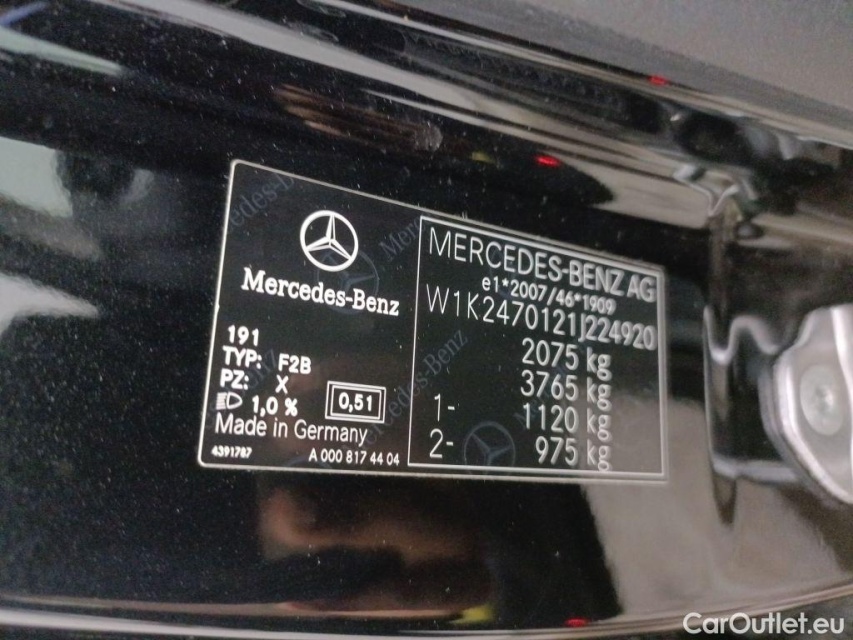 Mercedes-Benz
191
TYP: F2B
PZ: X
1,0 %
0,51
Made in Germany
4391787
A 000 817 44 04
MERCEDES-BENZ AG
e1*2007/46*1909
W1K2470121J224920
2075 kg
3765 kg
1- 1120 kg
2- 975 kg
CarOutlet.eu